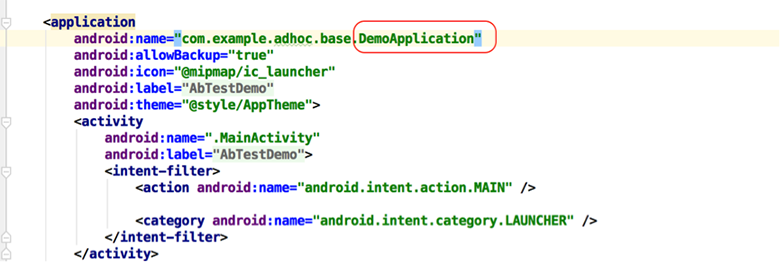 <application
android:name="com.example.adhoc.base.DemoApplication"
android:allowBackup="true"
android:icon="@mipmap/ic_launcher"
android:label="AbTestDemo"
android:theme="@style/AppTheme">
<activity
android:name=".MainActivity"
android:label="AbTestDemo">
<intent-filter>
<action android:name="android.intent.action.MAIN" />
<category android:name="android.intent.category.LAUNCHER" />
</intent-filter>
</activity>